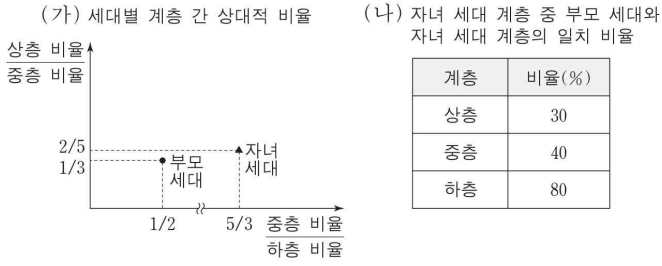 (가) 세대별 계층 간 상대적 비율
상층 비율
중층 비율
2/5
1/3
부모
세대
자녀
세대
1/2
5/3
중층 비율
하층 비율
(나) 자녀 세대 계층 중 부모 세대와
자녀 세대 계층의 일치 비율
계층 비율(%)
상층 30
중층 40
하층 80